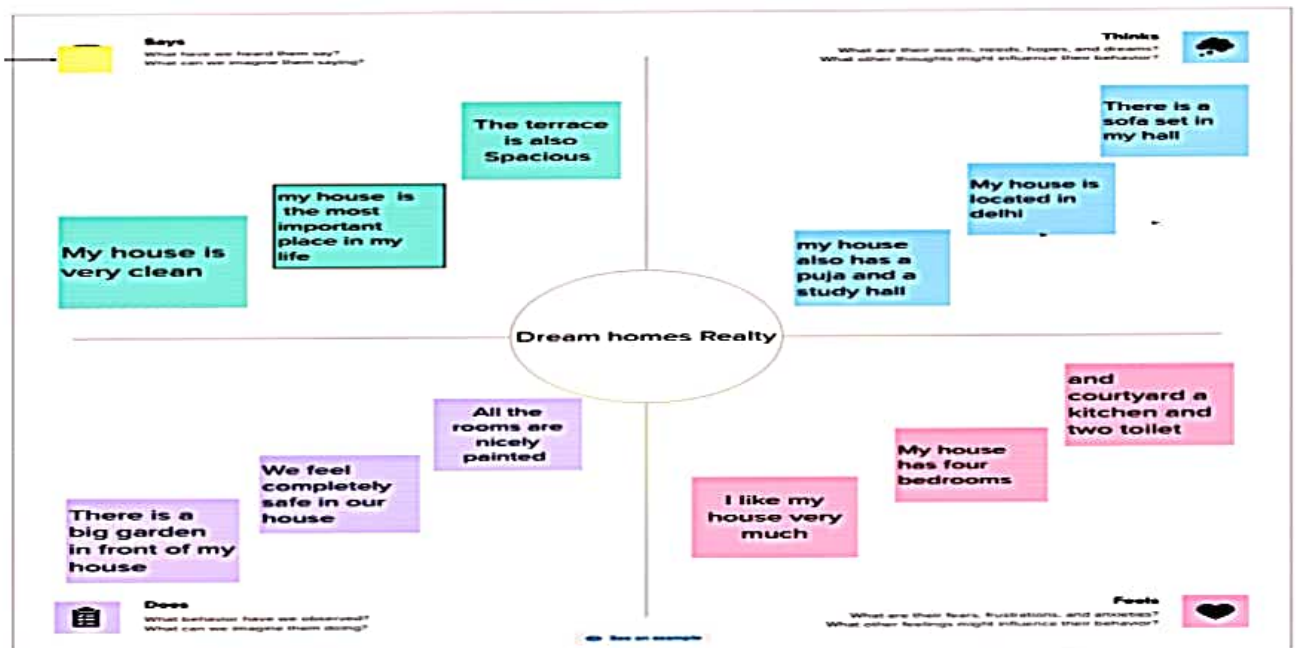 Says
What have we heard them say?
What can we imagine them saying?
Thinks
What are their wants, needs, hopes, and dreams?
What other thoughts might influence their behavior?
The terrace
is also
Spacious
my house is
the most
important
place in my
life
My house is
very clean
There is a
sofa set in
my hall
My house is
located in
delhi
my house
also has a
puja and a
study hall
Dream homes Realty
All the
rooms are
nicely
painted
We feel
completely
safe in our
house
There is a
big garden
in front of my
house
and
courtyard a
kitchen and
two toilet
My house
has four
bedrooms
I like my
house very
much
Does
What behavior have we observed?
What can we imagine them doing?
Feels
What are their fears, frustrations, and anxieties?
What other feelings might influence their behavior?
See an example